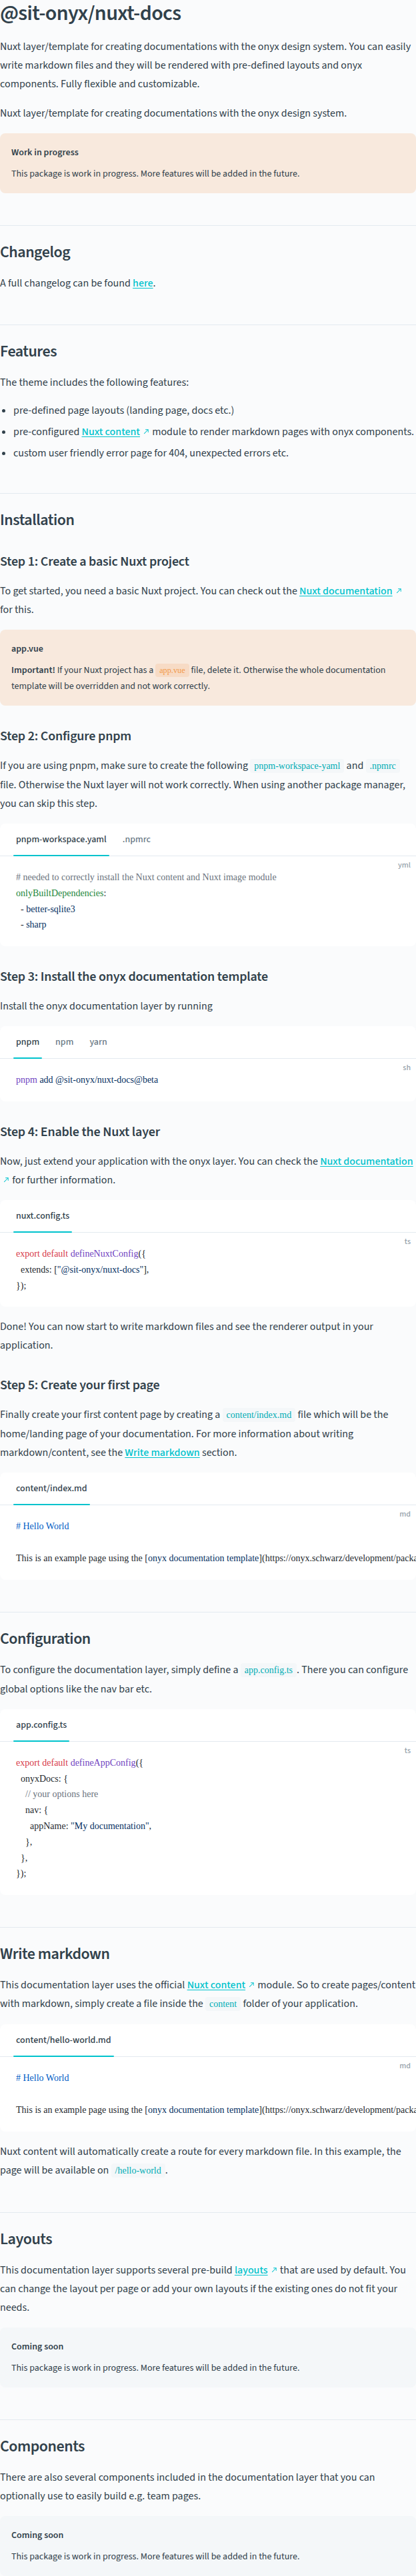 @sit-onyx/nuxt-docs
Nuxt layer/template for creating documentations with the onyx design system. You can easily
write markdown files and they will be rendered with pre-defined layouts and onyx
components. Fully flexible and customizable.
Nuxt layer/template for creating documentations with the onyx design system.
Work in progress
This package is work in progress. More features will be added in the future.
Changelog
A full changelog can be found here.
Features
The theme includes the following features:
• pre-defined page layouts (landing page, docs etc.)
• pre-configured Nuxt content ↗ module to render markdown pages with onyx components.
• custom user friendly error page for 404, unexpected errors etc.
Installation
Step 1: Create a basic Nuxt project
To get started, you need a basic Nuxt project. You can check out the Nuxt documentation ↗
for this.
app.vue
Important! If your Nuxt project has a app.vue file, delete it. Otherwise the whole documentation
template will be overridden and not work correctly.
Step 2: Configure pnpm
If you are using pnpm, make sure to create the following pnpm-workspace-yaml and .npmrc
file. Otherwise the Nuxt layer will not work correctly. When using another package manager,
you can skip this step.
pnpm-workspace.yaml .npmrc
yml
# needed to correctly install the Nuxt content and Nuxt image module
onlyBuiltDependencies:
- better-sqlite3
- sharp
Step 3: Install the onyx documentation template
Install the onyx documentation layer by running
pnpm npm yarn
sh
pnpm add @sit-onyx/nuxt-docs@beta
Step 4: Enable the Nuxt layer
Now, just extend your application with the onyx layer. You can check the Nuxt documentation
↗ for further information.
nuxt.config.ts
ts
export default defineNuxtConfig({
extends: ["@sit-onyx/nuxt-docs"],
});
Done! You can now start to write markdown files and see the renderer output in your
application.
Step 5: Create your first page
Finally create your first content page by creating a content/index.md file which will be the
home/landing page of your documentation. For more information about writing
markdown/content, see the Write markdown section.
content/index.md
md
# Hello World
This is an example page using the [onyx documentation template](https://onyx.schwarz/development/packa
Configuration
To configure the documentation layer, simply define a app.config.ts . There you can configure
global options like the nav bar etc.
app.config.ts
ts
export default defineAppConfig({
onyxDocs: {
// your options here
nav: {
appName: "My documentation",
},
},
});
Write markdown
This documentation layer uses the official Nuxt content ↗ module. So to create pages/content
with markdown, simply create a file inside the content folder of your application.
content/hello-world.md
md
# Hello World
This is an example page using the [onyx documentation template](https://onyx.schwarz/development/packa
Nuxt content will automatically create a route for every markdown file. In this example, the
page will be available on /hello-world .
Layouts
This documentation layer supports several pre-build layouts ↗ that are used by default. You
can change the layout per page or add your own layouts if the existing ones do not fit your
needs.
Coming soon
This package is work in progress. More features will be added in the future.
Components
There are also several components included in the documentation layer that you can
optionally use to easily build e.g. team pages.
Coming soon
This package is work in progress. More features will be added in the future.